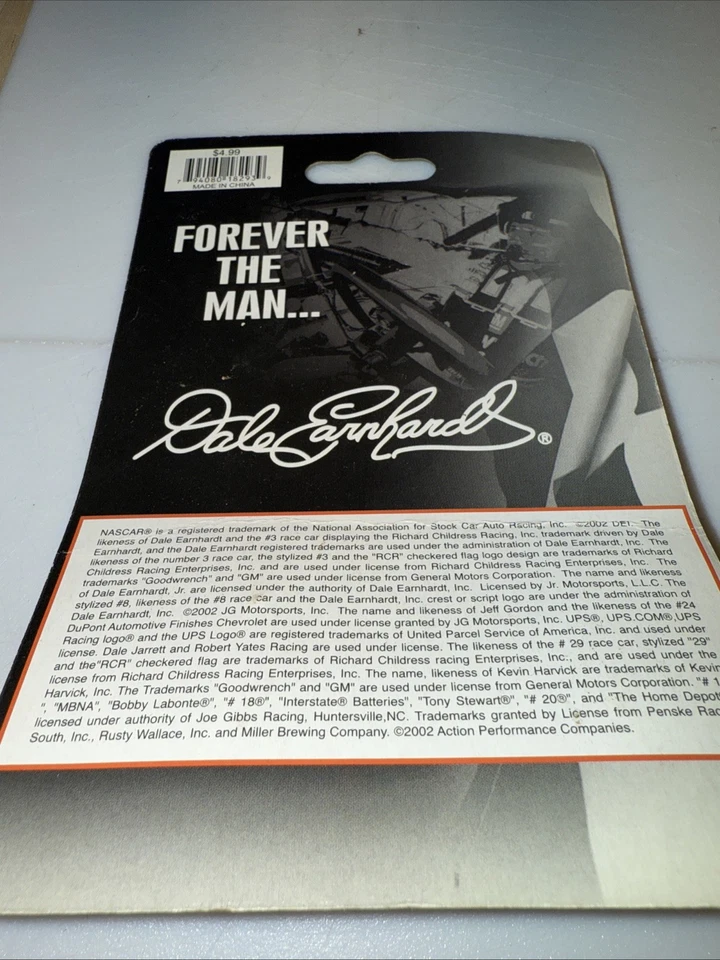 $4.99
7 94080 18293 9
MADE IN CHINA
FOREVER
THE
MAN...
Dale Earnhardt ®
NASCAR® is a registered trademark of the National Association for Stock Car Auto Racing, Inc. ©2002 DEI. The
likeness of Dale Earnhardt and the #3 race car displaying the Richard Childress Racing, Inc. trademark driven by Dale
Earnhardt, and the Dale Earnhardt registered trademarks are used under the administration of Dale Earnhardt, Inc. The
likeness of the number 3 race car, the stylized #3 and the "RCR" checkered flag logo design are trademarks of Richard
Childress Racing Enterprises, Inc. and are used under license from Richard Childress Racing Enterprises, Inc. The
trademarks "Goodwrench" and "GM" are used under license from General Motors Corporation. The name and likeness
of Dale Earnhardt, Jr. are licensed under the authority of Dale Earnhardt, Inc. Licensed by Jr. Motorsports, L.L.C. The
stylized #8, likeness of the #8 race car and the Dale Earnhardt, Inc. crest or script logo are under the administration of
Dale Earnhardt, Inc. ©2002 JG Motorsports, Inc. The name and likeness of Jeff Gordon and the likeness of the #24
DuPont Automotive Finishes Chevrolet are used under license granted by JG Motorsports, Inc. UPS®, UPS.COM®,UPS
Racing logo® and the UPS Logo® are registered trademarks of United Parcel Service of America, Inc. and used under
license. Dale Jarrett and Robert Yates Racing are used under license. The likeness of the # 29 race car, stylized "29"
and the"RCR" checkered flag are trademarks of Richard Childress racing Enterprises, Inc., and are used under the
license from Richard Childress Racing Enterprises, Inc. The name, likeness of Kevin Harvick are trademarks of Kevin
Harvick, Inc. The Trademarks "Goodwrench" and "GM" are used under license from General Motors Corporation. "# 1
", "MBNA", "Bobby Labonte®", "# 18®", "Interstate® Batteries", "Tony Stewart®", "# 20®", and "The Home Depot
licensed under authority of Joe Gibbs Racing, Huntersville,NC. Trademarks granted by License from Penske Rac
South, Inc., Rusty Wallace, Inc. and Miller Brewing Company. ©2002 Action Performance Companies.